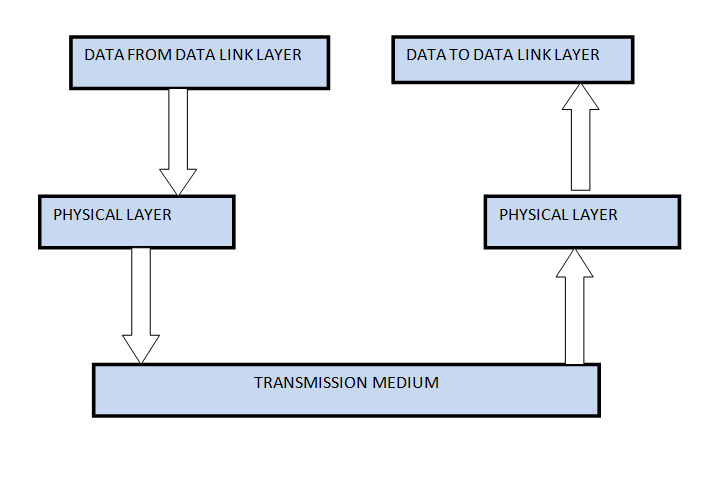 DATA FROM DATA LINK LAYER
DATA TO DATA LINK LAYER
PHYSICAL LAYER
PHYSICAL LAYER
TRANSMISSION MEDIUM